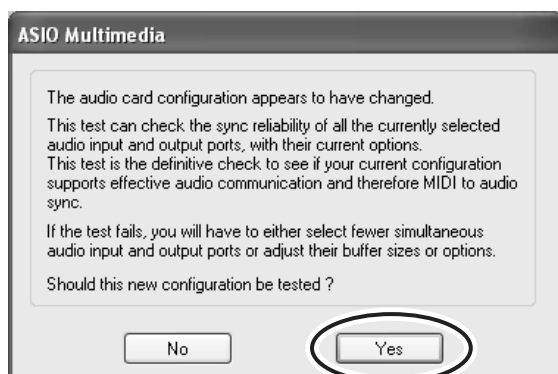 ASIO Multimedia
The audio card configuration appears to have changed.
This test can check the sync reliability of all the currently selected
audio input and output ports, with their current options.
This test is the definitive check to see if your current configuration
supports effective audio communication and therefore MIDI to audio
sync.
If the test fails, you will have to either select fewer simultaneous
audio input and output ports or adjust their buffer sizes or options.
Should this new configuration be tested ?
No Yes